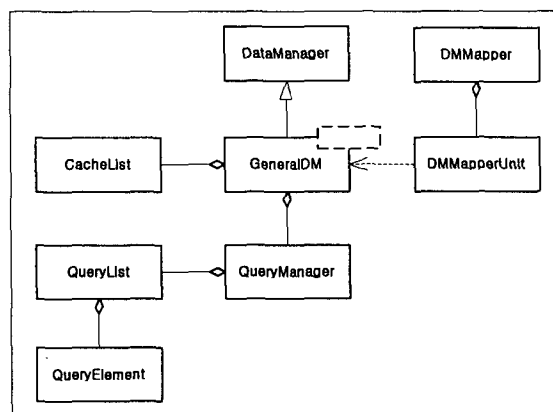 DataManager
DMMapper
CacheList
GeneralDM
DMMapperUnit
QueryList
QueryManager
QueryElement